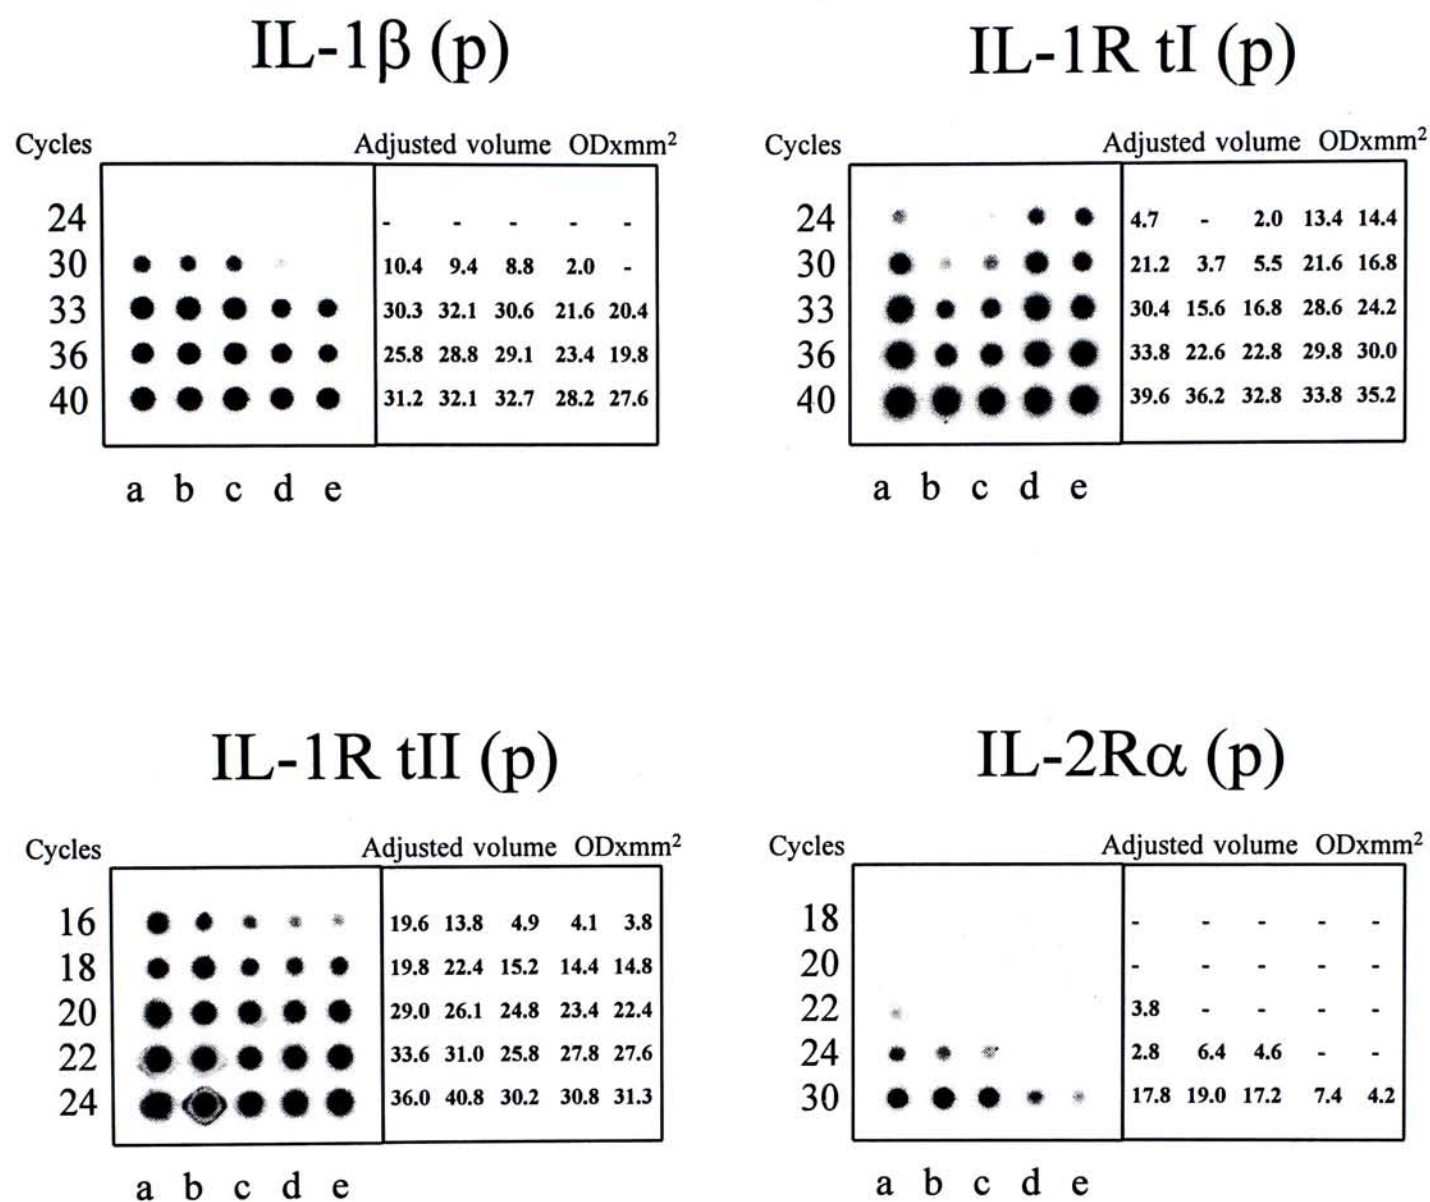 IL-1β (p)
Cycles Adjusted volume ODxmm²
24 - - - - -
30 10.4 9.4 8.8 2.0 -
33 30.3 32.1 30.6 21.6 20.4
36 25.8 28.8 29.1 23.4 19.8
40 31.2 32.1 32.7 28.2 27.6
a b c d e
IL-1R tI (p)
Cycles Adjusted volume ODxmm²
24 4.7 - 2.0 13.4 14.4
30 21.2 3.7 5.5 21.6 16.8
33 30.4 15.6 16.8 28.6 24.2
36 33.8 22.6 22.8 29.8 30.0
40 39.6 36.2 32.8 33.8 35.2
a b c d e
IL-1R tII (p)
Cycles Adjusted volume ODxmm²
16 19.6 13.8 4.9 4.1 3.8
18 19.8 22.4 15.2 14.4 14.8
20 29.0 26.1 24.8 23.4 22.4
22 33.6 31.0 25.8 27.8 27.6
24 36.0 40.8 30.2 30.8 31.3
a b c d e
IL-2Rα (p)
Cycles Adjusted volume ODxmm²
18 - - - - -
20 - - - - -
22 3.8 - - - -
24 2.8 6.4 4.6 - -
30 17.8 19.0 17.2 7.4 4.2
a b c d e